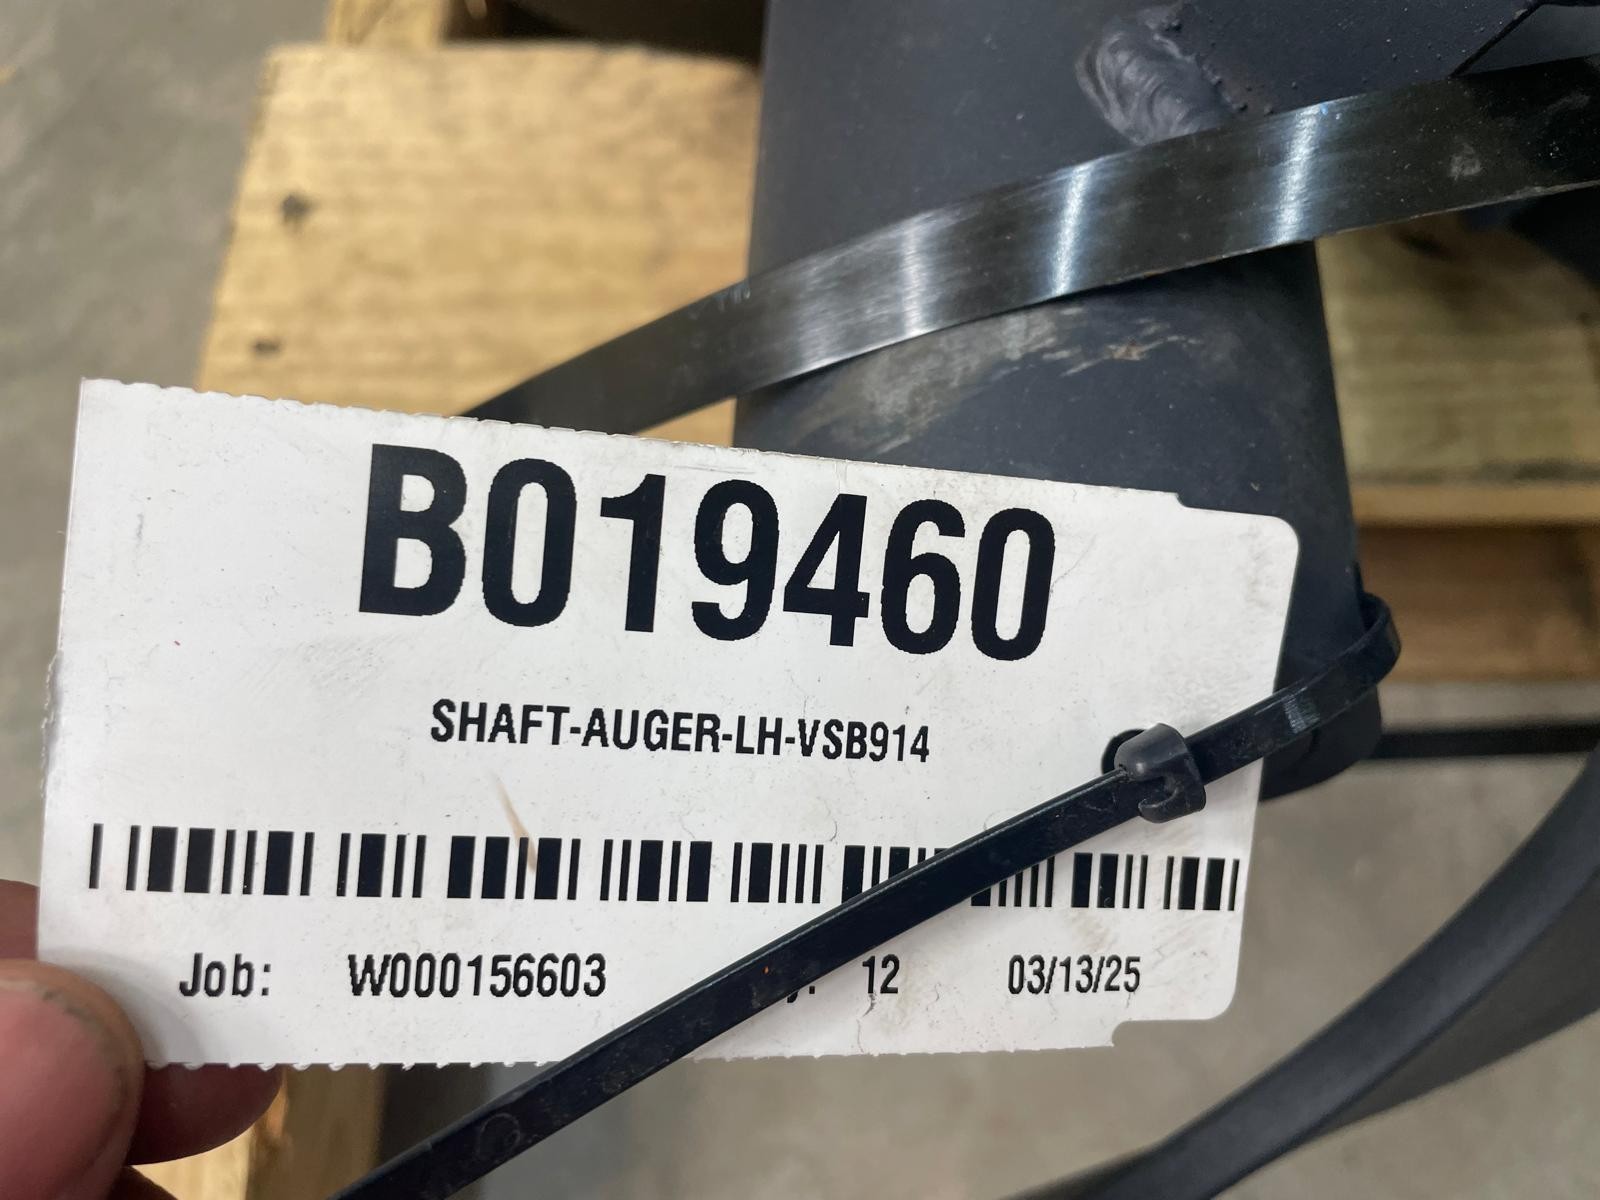 B019460
SHAFT-AUGER-LH-VSB914
Job: W000156603 12 03/13/25